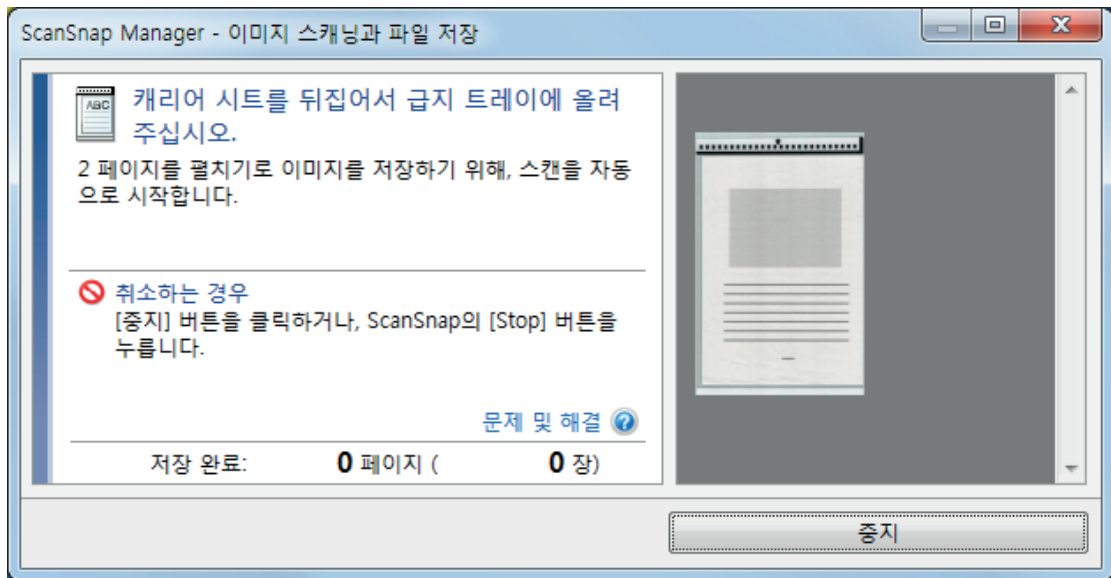 ScanSnap Manager - 이미지 스캐닝과 파일 저장
ABC
캐리어 시트를 뒤집어서 급지 트레이에 올려
주십시오.
2 페이지를 펼치기로 이미지를 저장하기 위해, 스캔을 자동
으로 시작합니다.
취소하는 경우
[중지] 버튼을 클릭하거나, ScanSnap의 [Stop] 버튼을
누릅니다.
문제 및 해결
저장 완료: 0 페이지 ( 0 장)
중지